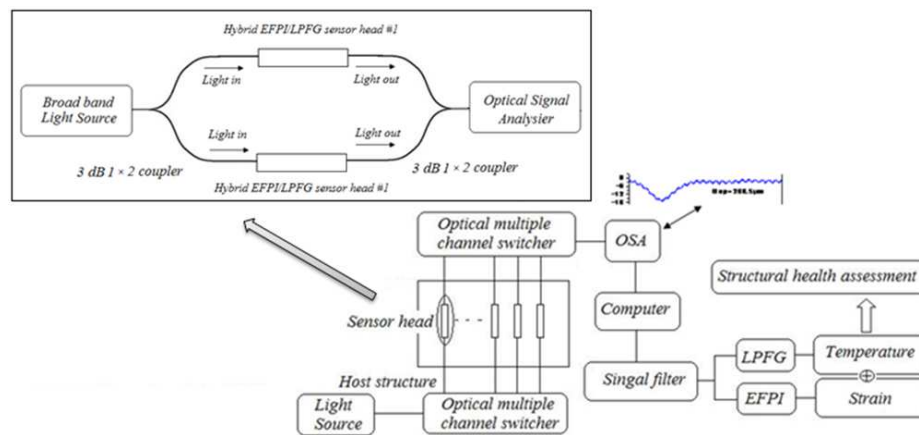 Hybrid EFPI/LPFG sensor head #1
Light in
Light out
Broad band
Light Source
Optical Signal
Analysier
Light in
Light out
3 dB 1 × 2 coupler
3 dB 1 × 2 coupler
Hybrid EFPI/LPFG sensor head #1
Optical multiple
channel switcher
OSA
Structural health assessment
Sensor head
Computer
Host structure
Singal filter
LPFG
Temperature
EFPI
Strain
Light
Source
Optical multiple
channel switcher